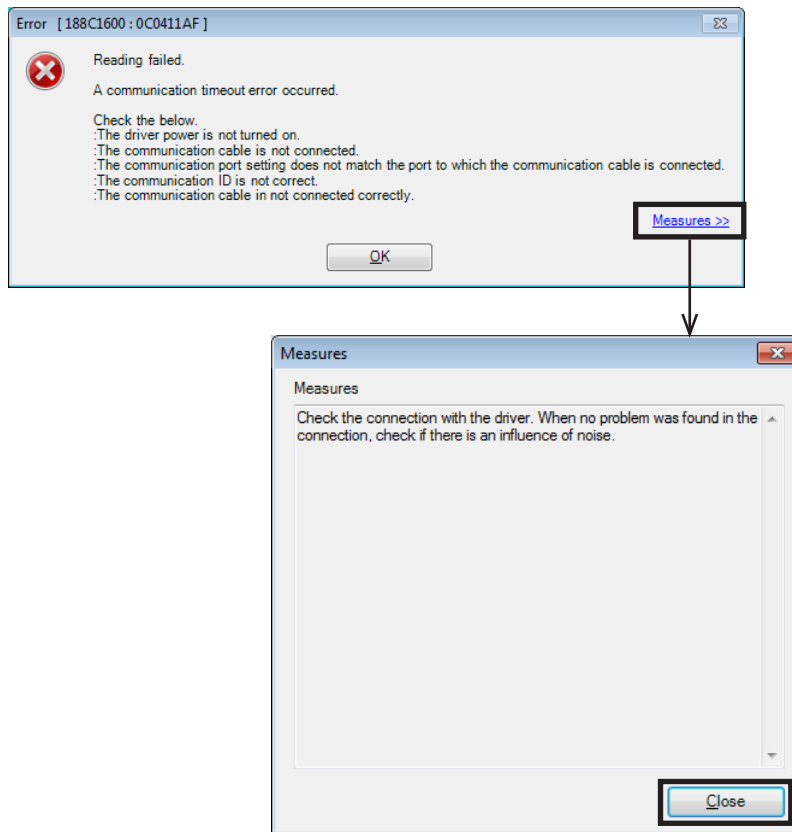 Error [ 188C1600 : 0C0411AF ]
Reading failed.
A communication timeout error occurred.
Check the below.
:The driver power is not turned on.
:The communication cable is not connected.
:The communication port setting does not match the port to which the communication cable is connected.
:The communication ID is not correct.
:The communication cable in not connected correctly.
Measures >>
OK
Measures
Measures
Check the connection with the driver. When no problem was found in the
connection, check if there is an influence of noise.
Close